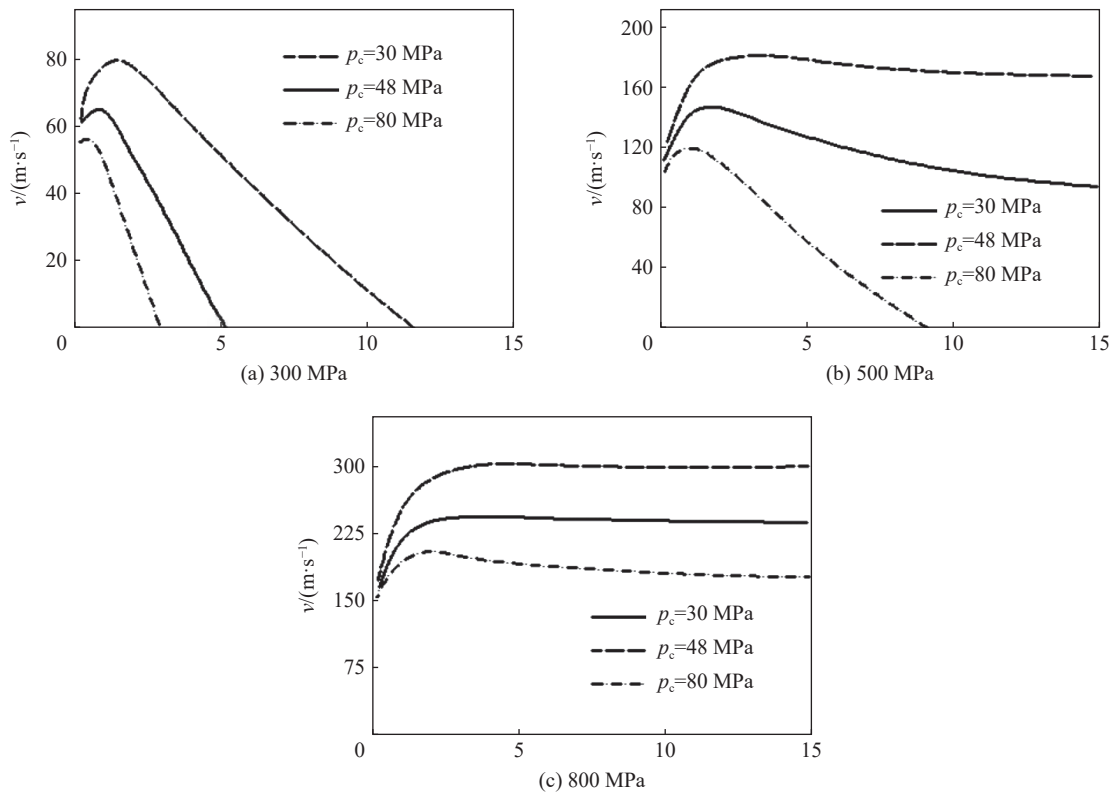 80
60
40
20
0
5
10
15
v/(m·s⁻¹)
p_c=30 MPa
p_c=48 MPa
p_c=80 MPa
(a) 300 MPa
200
160
120
80
40
0
5
10
15
v/(m·s⁻¹)
p_c=30 MPa
p_c=48 MPa
p_c=80 MPa
(b) 500 MPa
300
225
150
75
0
5
10
15
v/(m·s⁻¹)
p_c=30 MPa
p_c=48 MPa
p_c=80 MPa
(c) 800 MPa